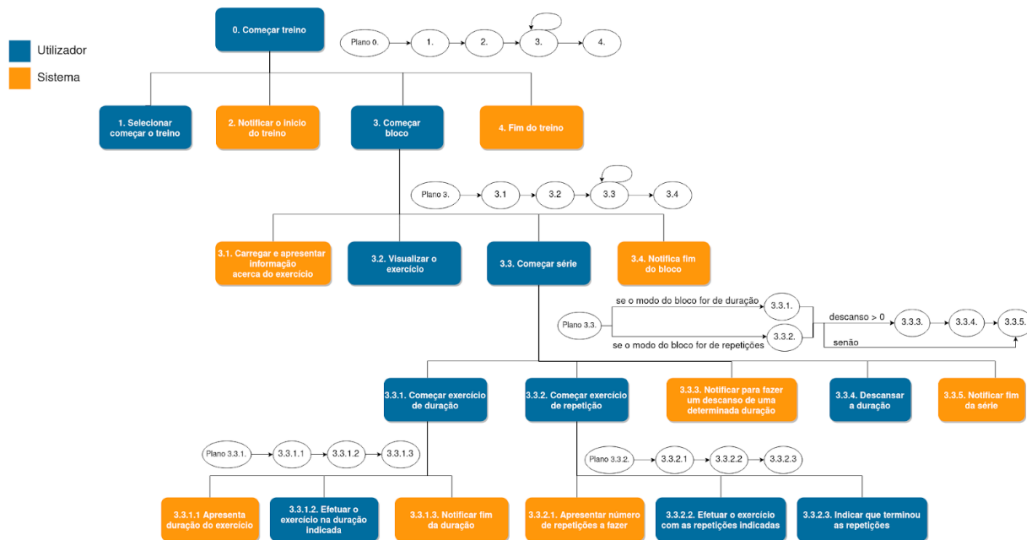 0. Começar treino
Plano 0.
1.
2.
3.
4.
Utilizador
Sistema
1. Selecionar
começar o treino
2. Notificar o inicio
do treino
3. Começar
bloco
4. Fim do treino
Plano 3.
3.1
3.2
3.3
3.4
3.1. Carregar e apresentar
informação
acerca do exercício
3.2. Visualizar o
exercício
3.3. Começar série
3.4. Notifica fim
do bloco
Plano 3.3.
se o modo do bloco for de duração
3.3.1.
se o modo do bloco for de repetições
3.3.2.
descanso > 0
3.3.3.
3.3.4.
3.3.5.
senão
3.3.1. Começar exercício
de duração
3.3.2. Começar exercício
de repetição
3.3.3. Notificar para fazer
um descanso de uma
determinada duração
3.3.4. Descansar
a duração
3.3.5. Notificar fim
da série
Plano 3.3.1.
3.3.1.1
3.3.1.2
3.3.1.3
Plano 3.3.2.
3.3.2.1
3.3.2.2
3.3.2.3
3.3.1.1 Apresenta
duração do exercício
3.3.1.2. Efetuar o
exercício na duração
indicada
3.3.1.3. Notificar fim
da duração
3.3.2.1. Apresentar número
de repetições a fazer
3.3.2.2. Efetuar o exercício
com as repetições indicadas
3.3.2.3. Indicar que terminou
as repetições